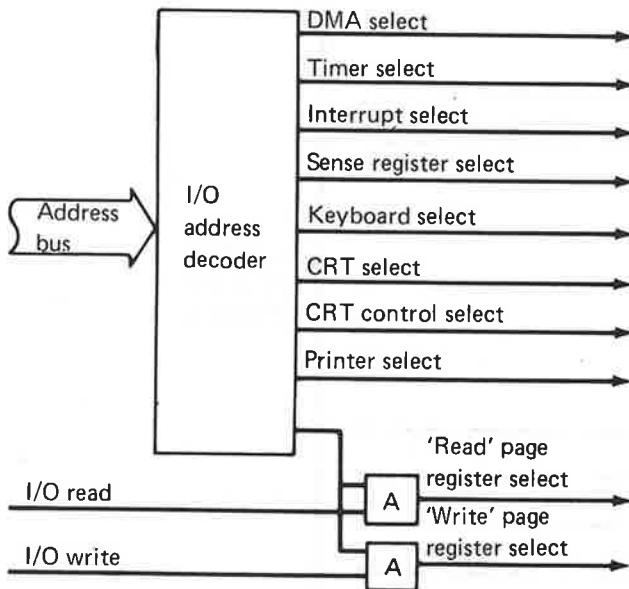 DMA select
Timer select
Interrupt select
Sense register select
Address
bus
I/O
address
decoder
Keyboard select
CRT select
CRT control select
Printer select
'Read' page
register select
I/O read
A
'Write' page
register select
I/O write
A